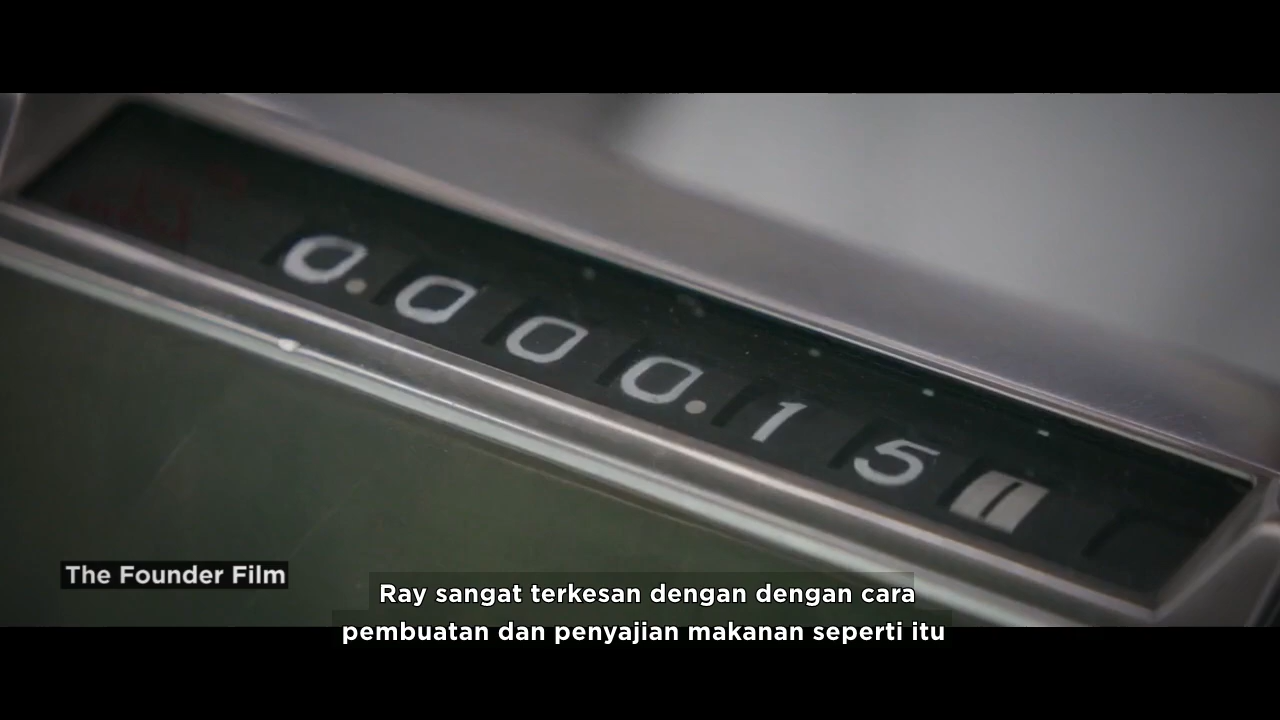 0.000.15
The Founder Film
Ray sangat terkesan dengan dengan cara
pembuatan dan penyajian makanan seperti itu